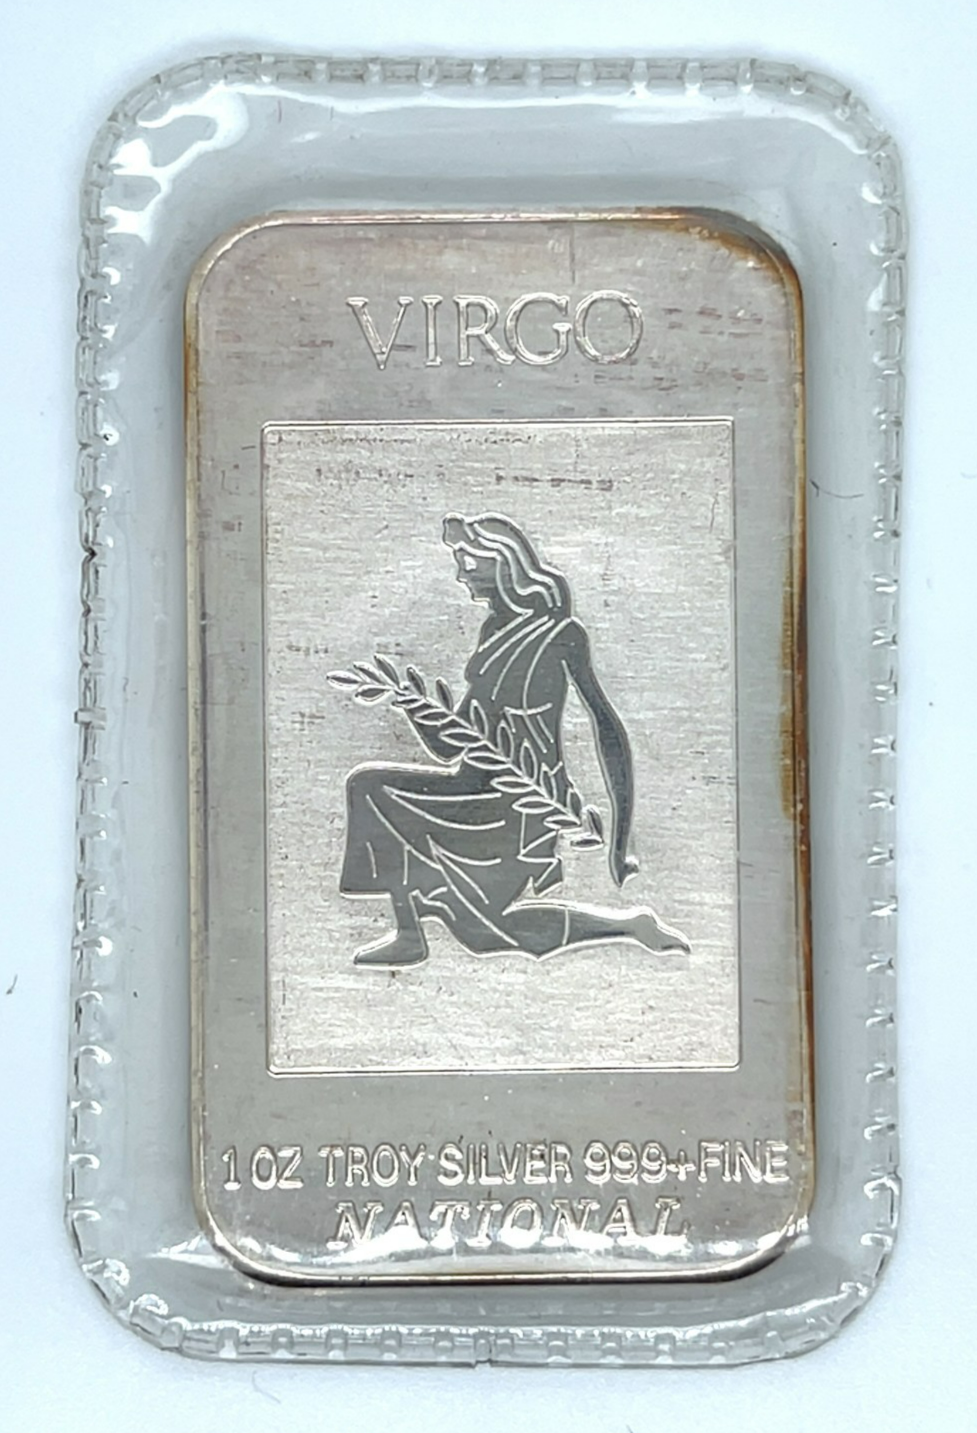 VIRGO
1 OZ TROY SILVER 999+ FINE
NATIONAL